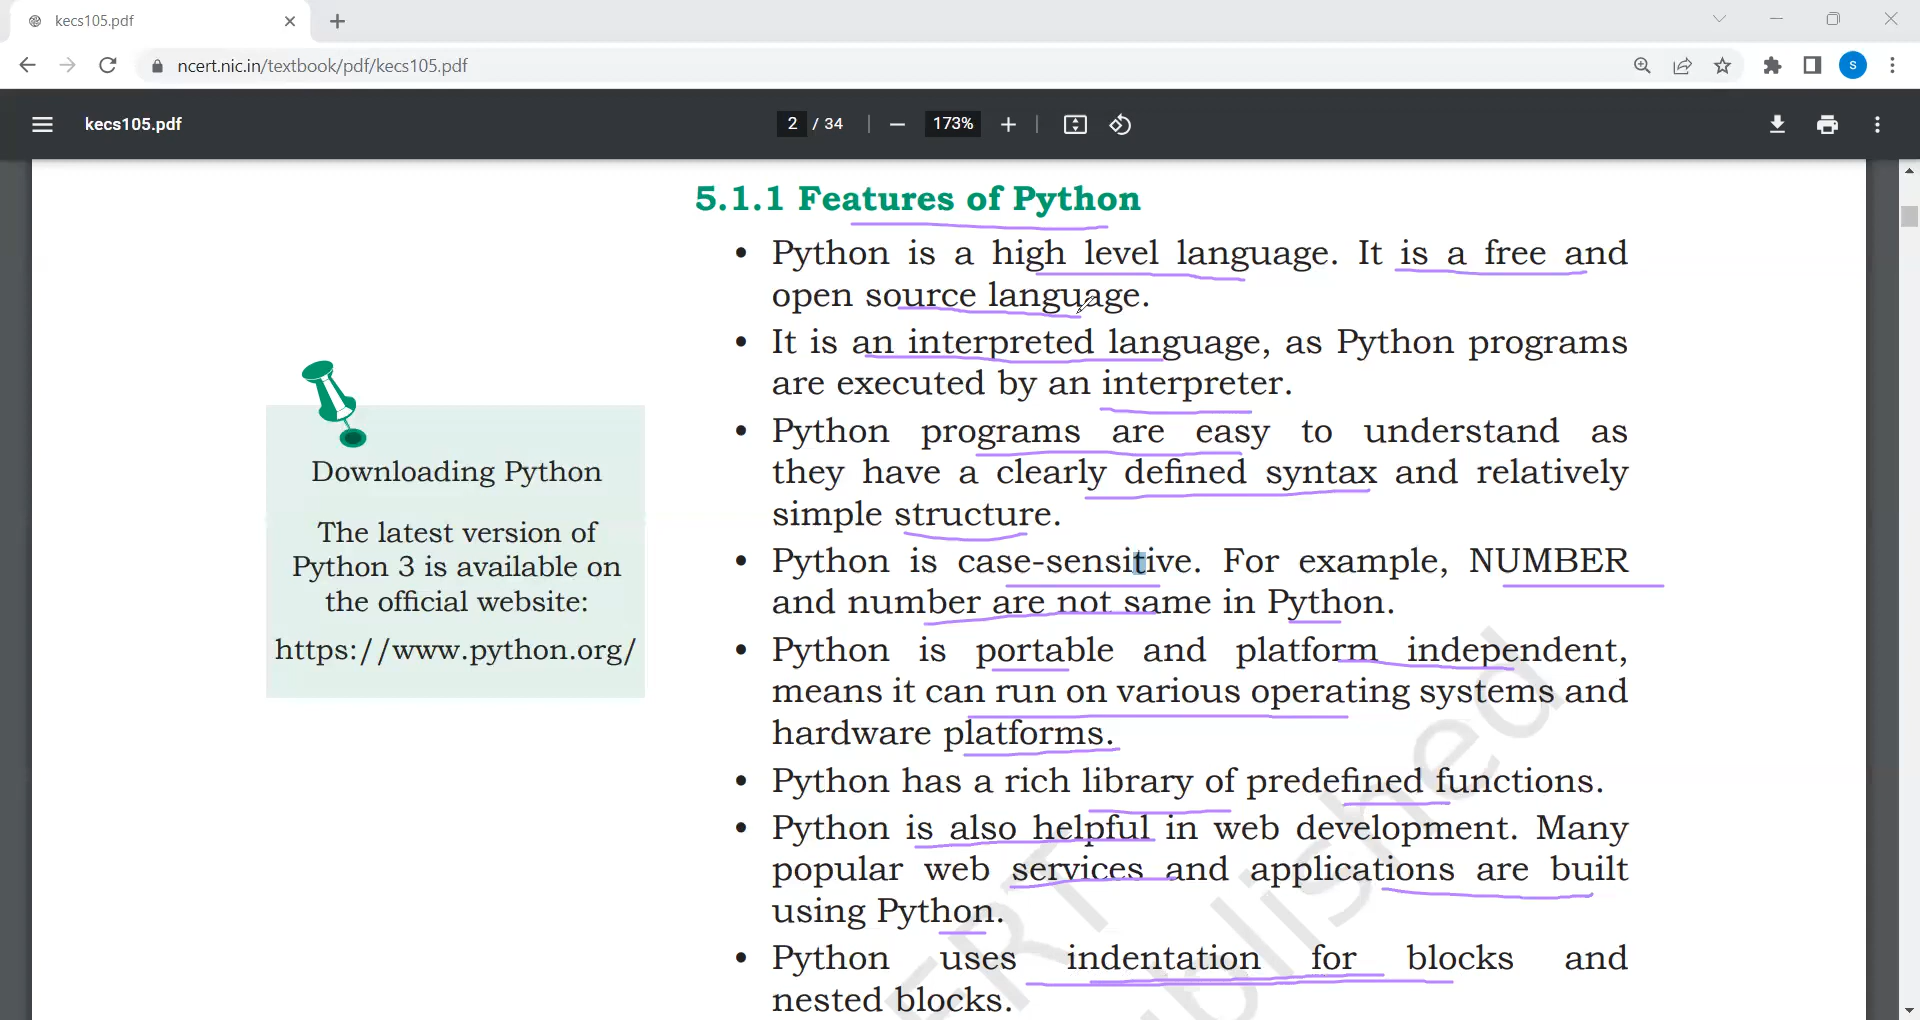 kecs105.pdf
ncert.nic.in/textbook/pdf/kecs105.pdf
S
kecs105.pdf
2 / 34
173%
5.1.1 Features of Python
• Python is a high level language. It is a free and
open source language.
• It is an interpreted language, as Python programs
are executed by an interpreter.
• Python programs are easy to understand as
they have a clearly defined syntax and relatively
simple structure.
• Python is case-sensitive. For example, NUMBER
and number are not same in Python.
• Python is portable and platform independent,
means it can run on various operating systems and
hardware platforms.
• Python has a rich library of predefined functions.
• Python is also helpful in web development. Many
popular web services and applications are built
using Python.
• Python uses indentation for blocks and
nested blocks.
Downloading Python
The latest version of
Python 3 is available on
the official website:
https://www.python.org/
ERT
blished